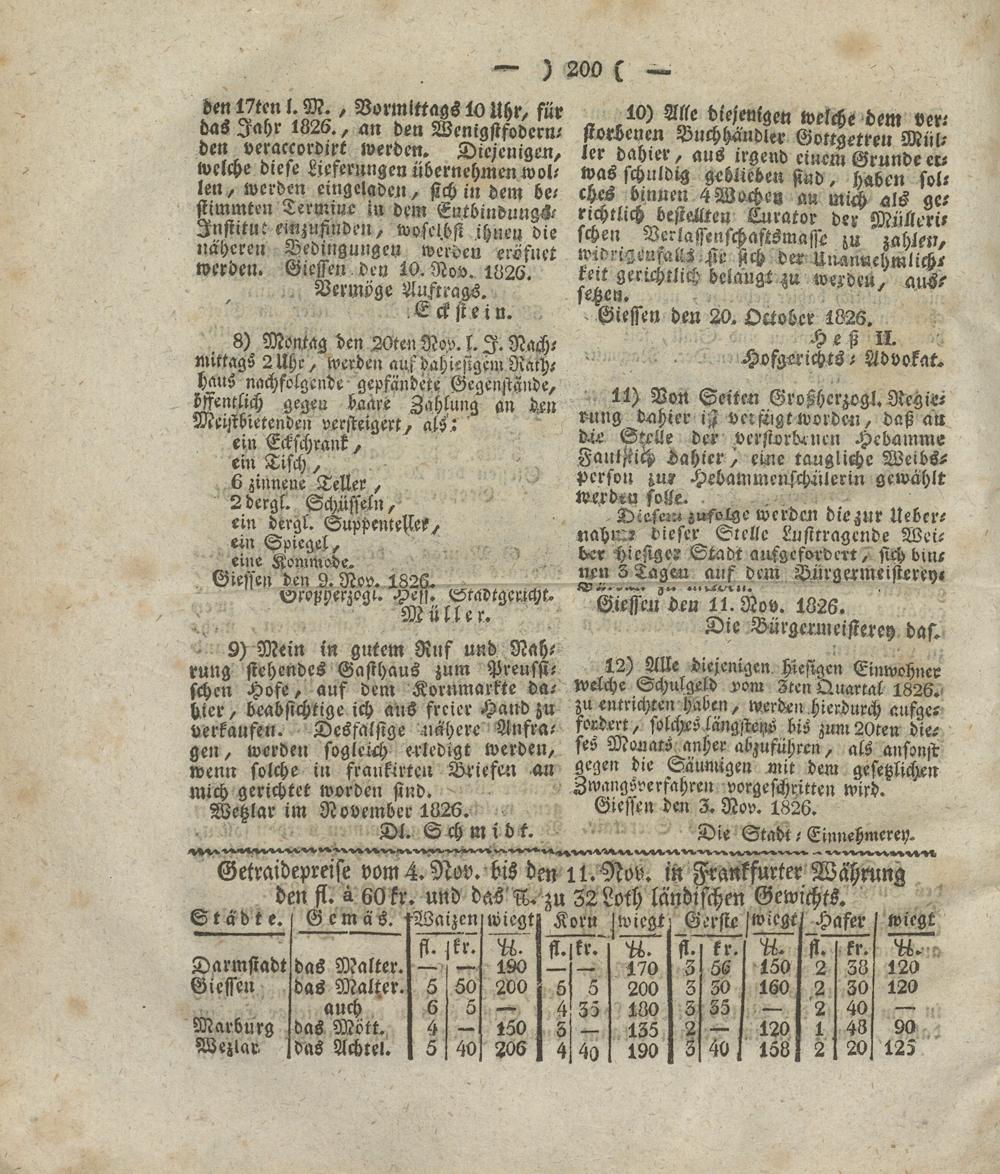 — ) 200 ( —
den 17ten l. M. , Vormittags 10 Uhr, für
das Jahr 1826., an den Wenigstfodern⸗
den veraccordirt werden. Diejenigen,
welche diese Lieferungen übernehmen wol⸗
len, werden eingeladen, sich in dem be⸗
stimmten Termine in dem Entbindungs⸗
Institut einzufinden, woselbst ihnen die
näheren Bedingungen werden eröfnet
werden. Giessen den 10. Nov. 1826.
Vermöge Auftrags.
Eckstein.
8) Montag den 20ten Nov. l. J. Nach⸗
mittags 2 Uhr, werden auf dahiesigem Rath⸗
haus nachfolgende gepfändete Gegenstände,
öffentlich gegen baare Zahlung an den
Meistbietenden versteigert, als:
ein Eckschrank,
ein Tisch,
6 zinnene Teller,
2 dergl. Schüsseln,
ein dergl. Suppenteller,
ein Spiegel,
eine Kommode.
Giessen den 9. Nov. 1826.
Großherzogl. Hess. Stadtgericht.
Müller.
9) Mein in gutem Ruf und Nah⸗
rung stehendes Gasthaus zum Preussi⸗
schen Hofe, auf dem Kornmarkte da⸗
hier, beabsichtige ich aus freier Hand zu
verkaufen. Desfalsige nähere Anfra⸗
gen, werden sogleich erledigt werden,
wenn solche in frankirten Briefen an
mich gerichtet worden sind.
Wetzlar im November 1826.
Dl. Schmidt.
10) Alle diejenigen welche dem ver⸗
storbenen Buchhändler Gottgetreu Mül⸗
ler dahier, aus irgend einem Grunde et⸗
was schuldig geblieben sind, haben sol⸗
ches binnen 4 Wochen an mich als ge⸗
richtlich bestellten Curator der Mülleri⸗
schen Verlassenschaftsmasse zu zahlen,
widrigenfalls sie sich der Unannehmlich⸗
keit gerichtlich belangt zu werden, aus⸗
setzen.
Giessen den 20. October 1826.
Heß II.
Hofgerichts⸗Advokat.
11) Von Seiten Großherzogl. Regie⸗
rung dahier ist verfügt worden, daß an
die Stelle der verstorbenen Hebamme
Faulstich dahier, eine taugliche Weibs⸗
person zur Hebammenschülerin gewählt
werden solle.
Diesem zufolge werden die zur Ueber⸗
nahme dieser Stelle Lusttragende Wei⸗
ber hiesiger Stadt aufgefordert, sich bin⸗
nen 3 Tagen auf dem Bürgermeisterey⸗
Giessen den 11. Nov. 1826.
Die Bürgermeisterey das.
12) Alle diejenigen hiesigen Einwohner
welche Schulgeld vom 3ten Quartal 1826.
zu entrichten haben, werden hierdurch aufge⸗
fordert, solches längstens bis zum 20ten die⸗
ses Monats anher abzuführen, als ansonst
gegen die Säumigen mit dem gesetzlichen
Zwangsverfahren vorgeschritten wird.
Giessen den 3. Nov. 1826.
Die Stadt⸗Einnehmerey.
Getraidepreise vom 4. Nov. bis den 11. Nov. in Frankfurter Währung
den fl. à 60 kr. und das ℔. zu 32 Loth ländischen Gewichts.
Städte. Gemäs. Waizen wiegt Korn wiegt Gerste wiegt Hafer wiegt
fl. kr. ℔. fl. kr. ℔. fl. kr. ℔. fl. kr. ℔.
Darmstadt das Malter. — — 190 — — 170 3 56 150 2 38 120
Giessen das Malter. 5 50 200 5 5 200 3 30 160 2 30 120
auch 6 5 — 4 35 180 3 35 — 2 40 —
Marburg das Mött. 4 — 150 3 — 135 2 — 120 1 48 90
Wezlar das Achtel. 5 40 206 4 40 190 3 40 158 2 20 125